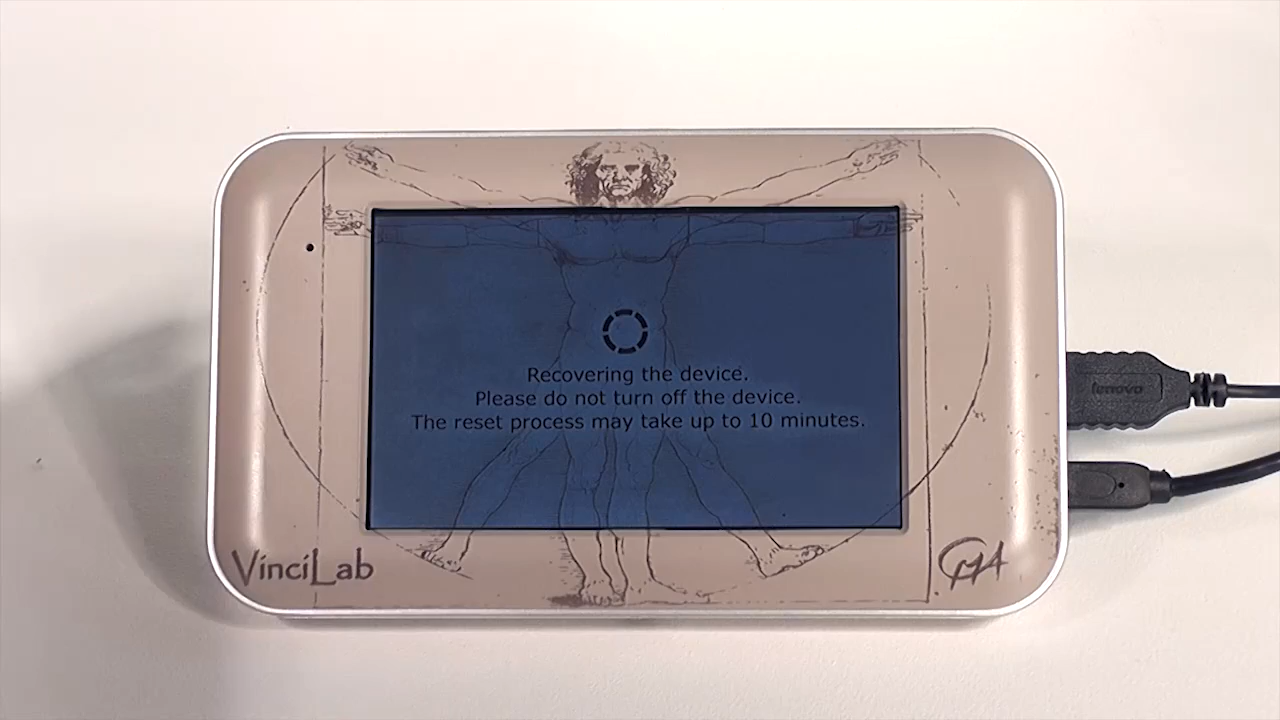 lenovo
Recovering the device.
Please do not turn off the device.
The reset process may take up to 10 minutes.
VinciLab
CMA